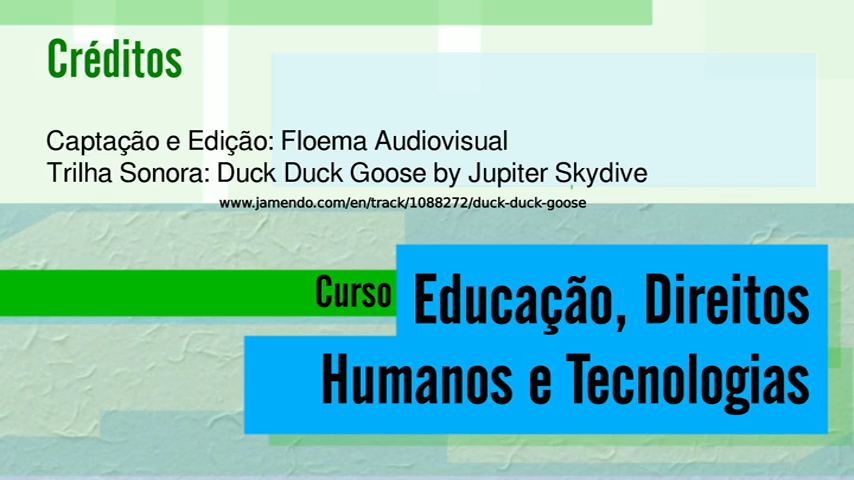 Créditos
Captação e Edição: Floema Audiovisual
Trilha Sonora: Duck Duck Goose by Jupiter Skydive
www.jamendo.com/en/track/1088272/duck-duck-goose
Curso Educação, Direitos
Humanos e Tecnologias